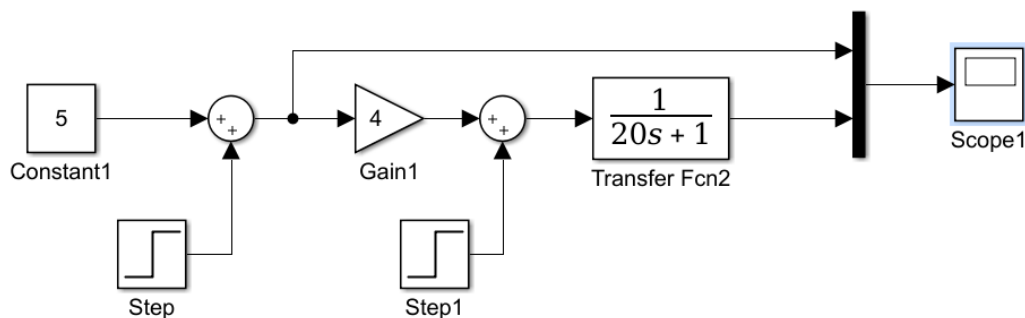 5
Constant1
+
+
Step
4
Gain1
+
+
Step1
1
20s + 1
Transfer Fcn2
Scope1